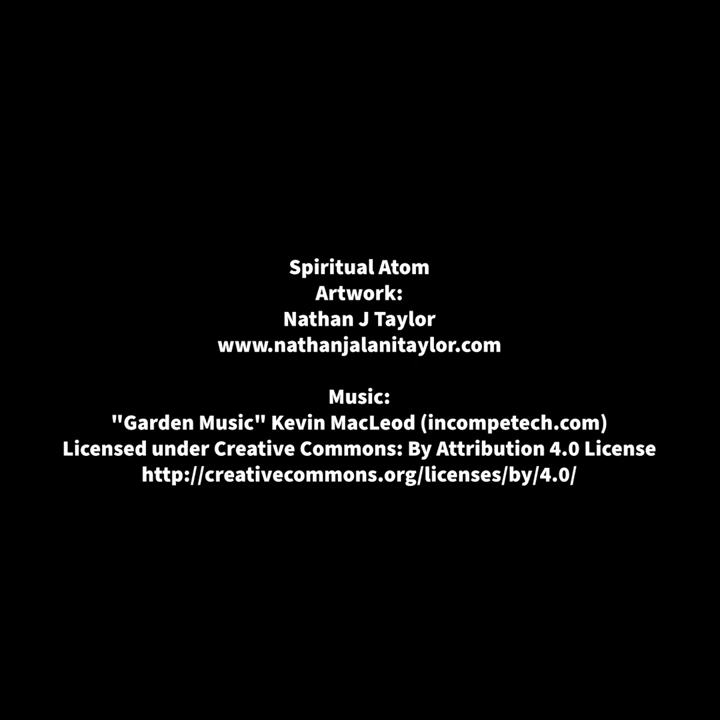 Spiritual Atom
Artwork:
Nathan J Taylor
www.nathanjalanitaylor.com
Music:
"Garden Music" Kevin MacLeod (incompetech.com)
Licensed under Creative Commons: By Attribution 4.0 License
http://creativecommons.org/licenses/by/4.0/